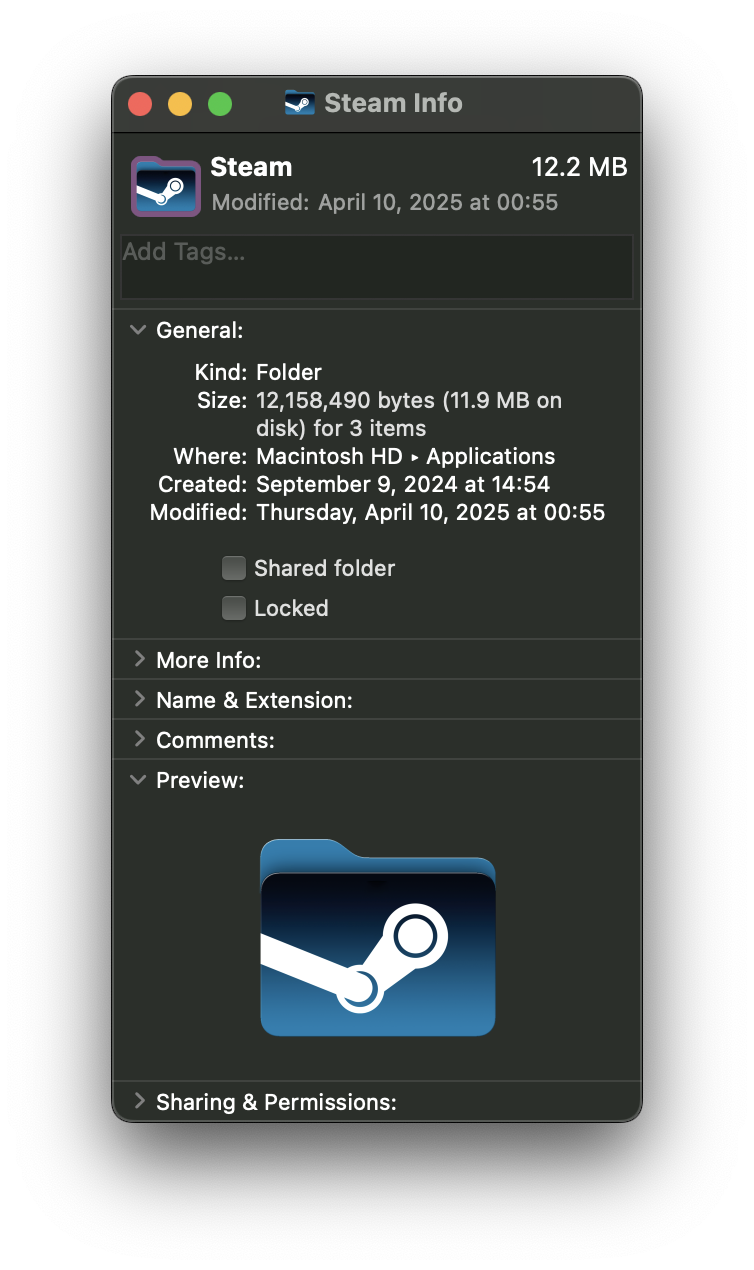 Steam Info
Steam 12.2 MB
Modified: April 10, 2025 at 00:55
Add Tags...
General:
Kind: Folder
Size: 12,158,490 bytes (11.9 MB on
disk) for 3 items
Where: Macintosh HD ▸ Applications
Created: September 9, 2024 at 14:54
Modified: Thursday, April 10, 2025 at 00:55
Shared folder
Locked
More Info:
Name & Extension:
Comments:
Preview:
Sharing & Permissions: